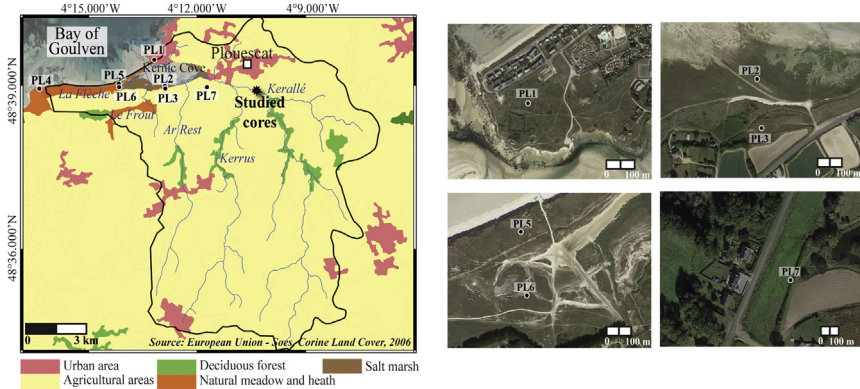 4°15.000'W
4°12.000'W
4°9.000'W
48°39.000'N
48°36.000'N
Bay of
Goulven
PL1
Kernic Cove
Plouescat
PL4
PL5
PL2
La Flèche
PL6
PL3
PL7
Kerallé
Studied
cores
Le Frout
Ar Rest
Kerrus
0 3 km
Source: European Union - Soes, Corine Land Cover, 2006
Urban area
Deciduous forest
Salt marsh
Agricultural areas
Natural meadow and heath
PL1
0 100 m
PL2
PL3
0 100 m
PL5
PL6
0 100 m
PL7
0 100 m